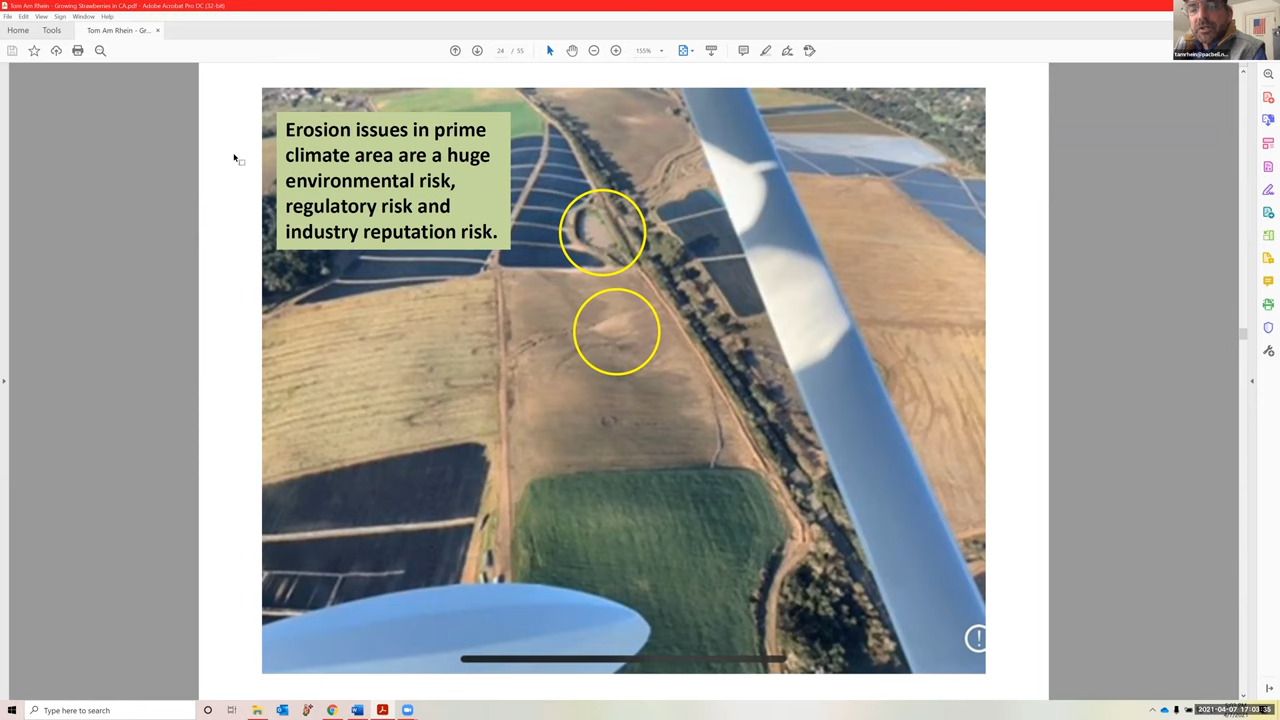 Tom Am Rhein - Growing Strawberries in CA.pdf - Adobe Acrobat Pro DC (32-bit)
File Edit View Sign Window Help
Home Tools Tom Am Rhein - Gr... ×
24 / 55
155%
tamrhein@pacbell.n...
Erosion issues in prime
climate area are a huge
environmental risk,
regulatory risk and
industry reputation risk.
Type here to search
2021-04-07 17:03:35